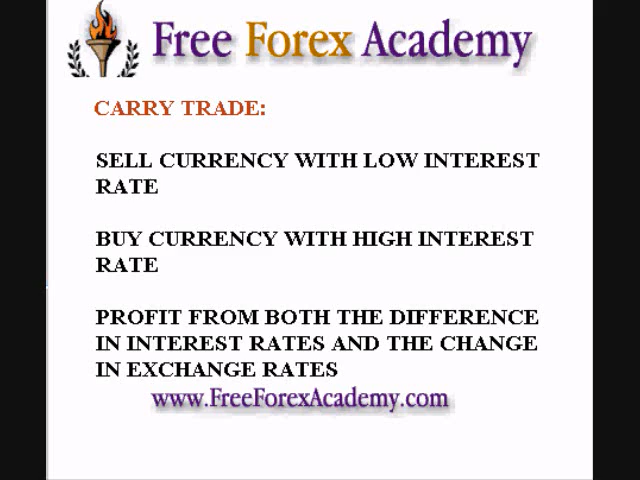 Free Forex Academy
CARRY TRADE:
SELL CURRENCY WITH LOW INTEREST
RATE
BUY CURRENCY WITH HIGH INTEREST
RATE
PROFIT FROM BOTH THE DIFFERENCE
IN INTEREST RATES AND THE CHANGE
IN EXCHANGE RATES
www.FreeForexAcademy.com